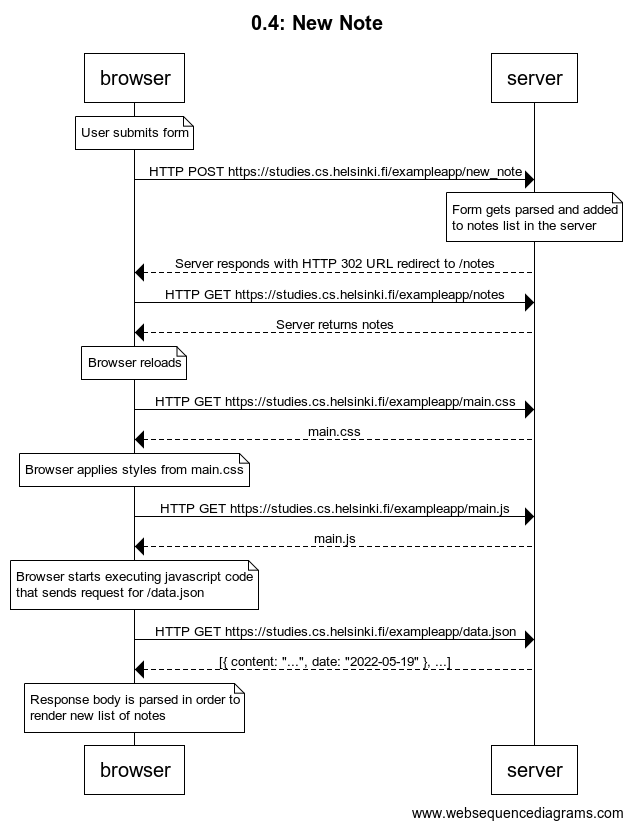 0.4: New Note
browser
server
User submits form
HTTP POST https://studies.cs.helsinki.fi/exampleapp/new_note
Form gets parsed and added
to notes list in the server
Server responds with HTTP 302 URL redirect to /notes
HTTP GET https://studies.cs.helsinki.fi/exampleapp/notes
Server returns notes
Browser reloads
HTTP GET https://studies.cs.helsinki.fi/exampleapp/main.css
main.css
Browser applies styles from main.css
HTTP GET https://studies.cs.helsinki.fi/exampleapp/main.js
main.js
Browser starts executing javascript code
that sends request for /data.json
HTTP GET https://studies.cs.helsinki.fi/exampleapp/data.json
[{ content: "...", date: "2022-05-19" }, ...]
Response body is parsed in order to
render new list of notes
browser
server
www.websequencediagrams.com